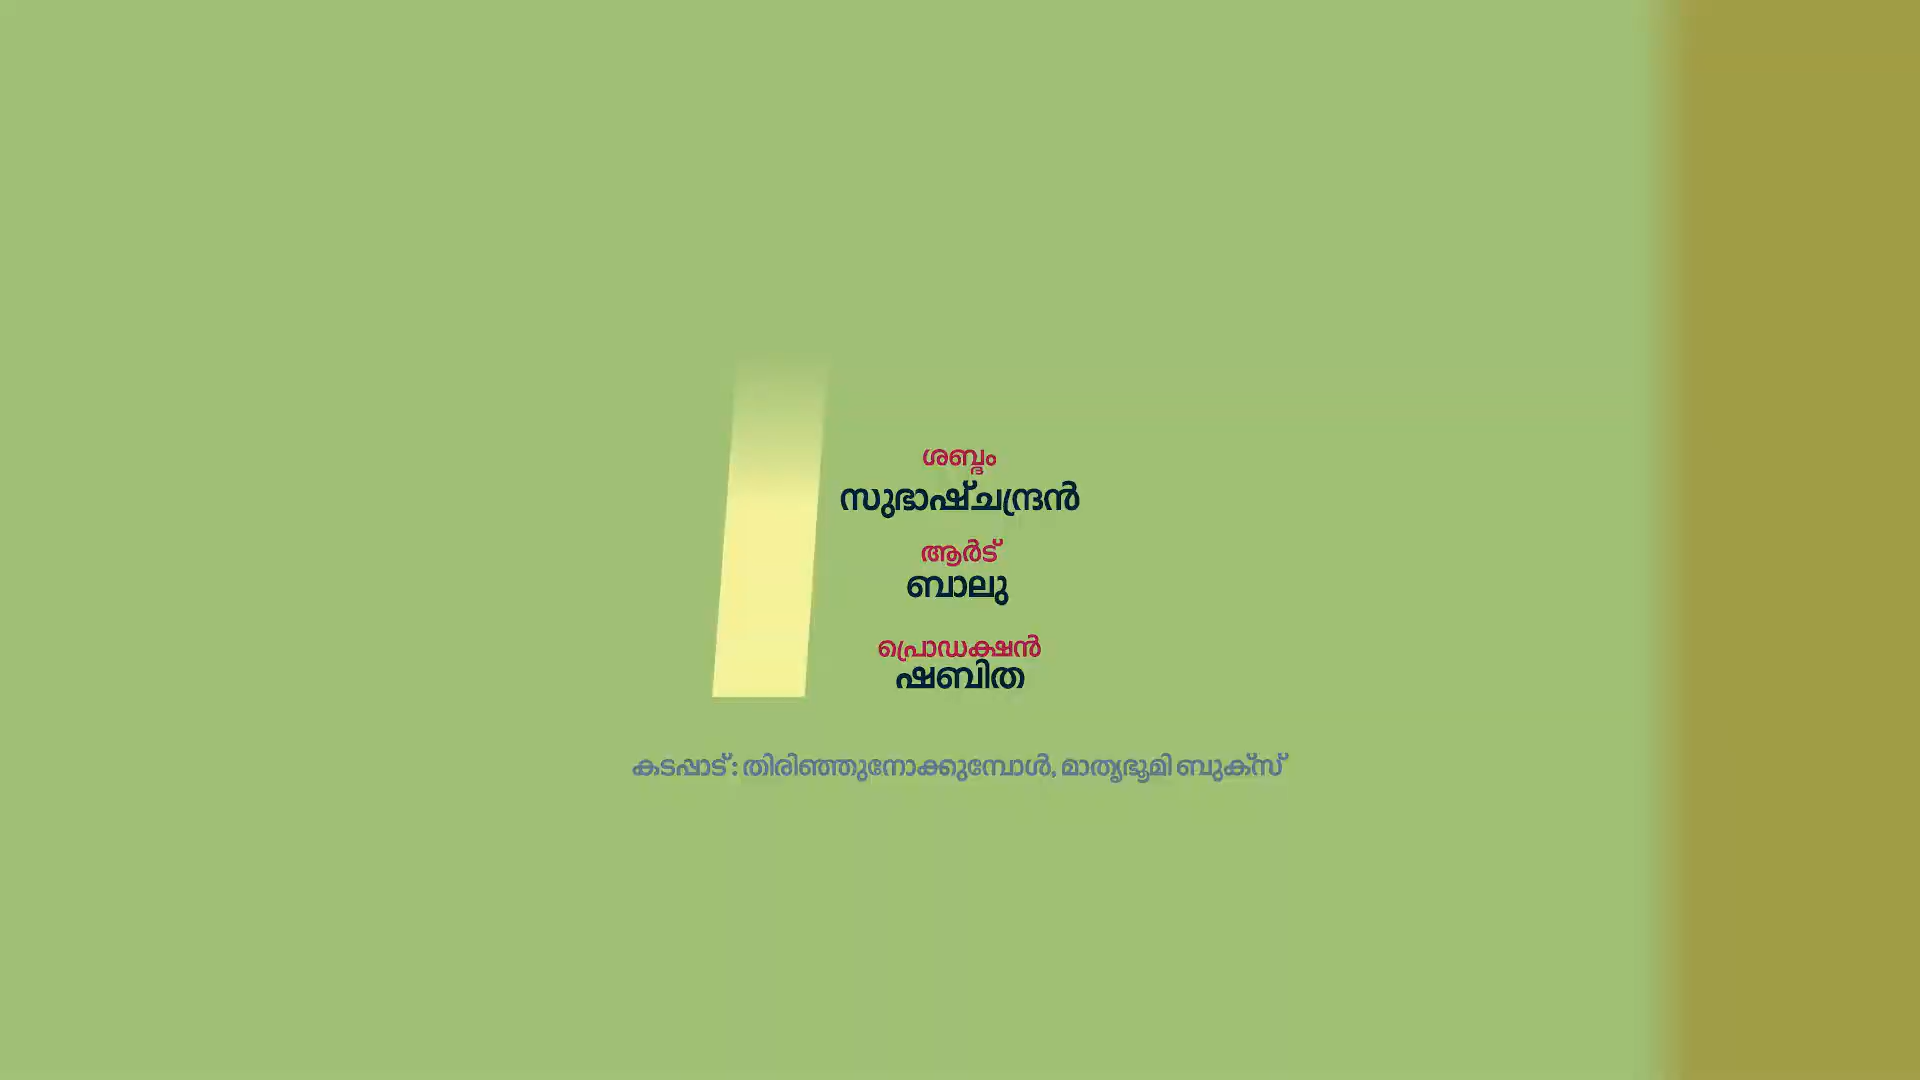 ശബ്ദം
സുഭാഷ്ചന്ദ്രൻ
ആർട്
ബാലു
പ്രൊഡക്ഷൻ
ഷബിത
കടപ്പാട് : തിരിഞ്ഞുനോക്കുമ്പോൾ, മാതൃഭൂമി ബുക്സ്